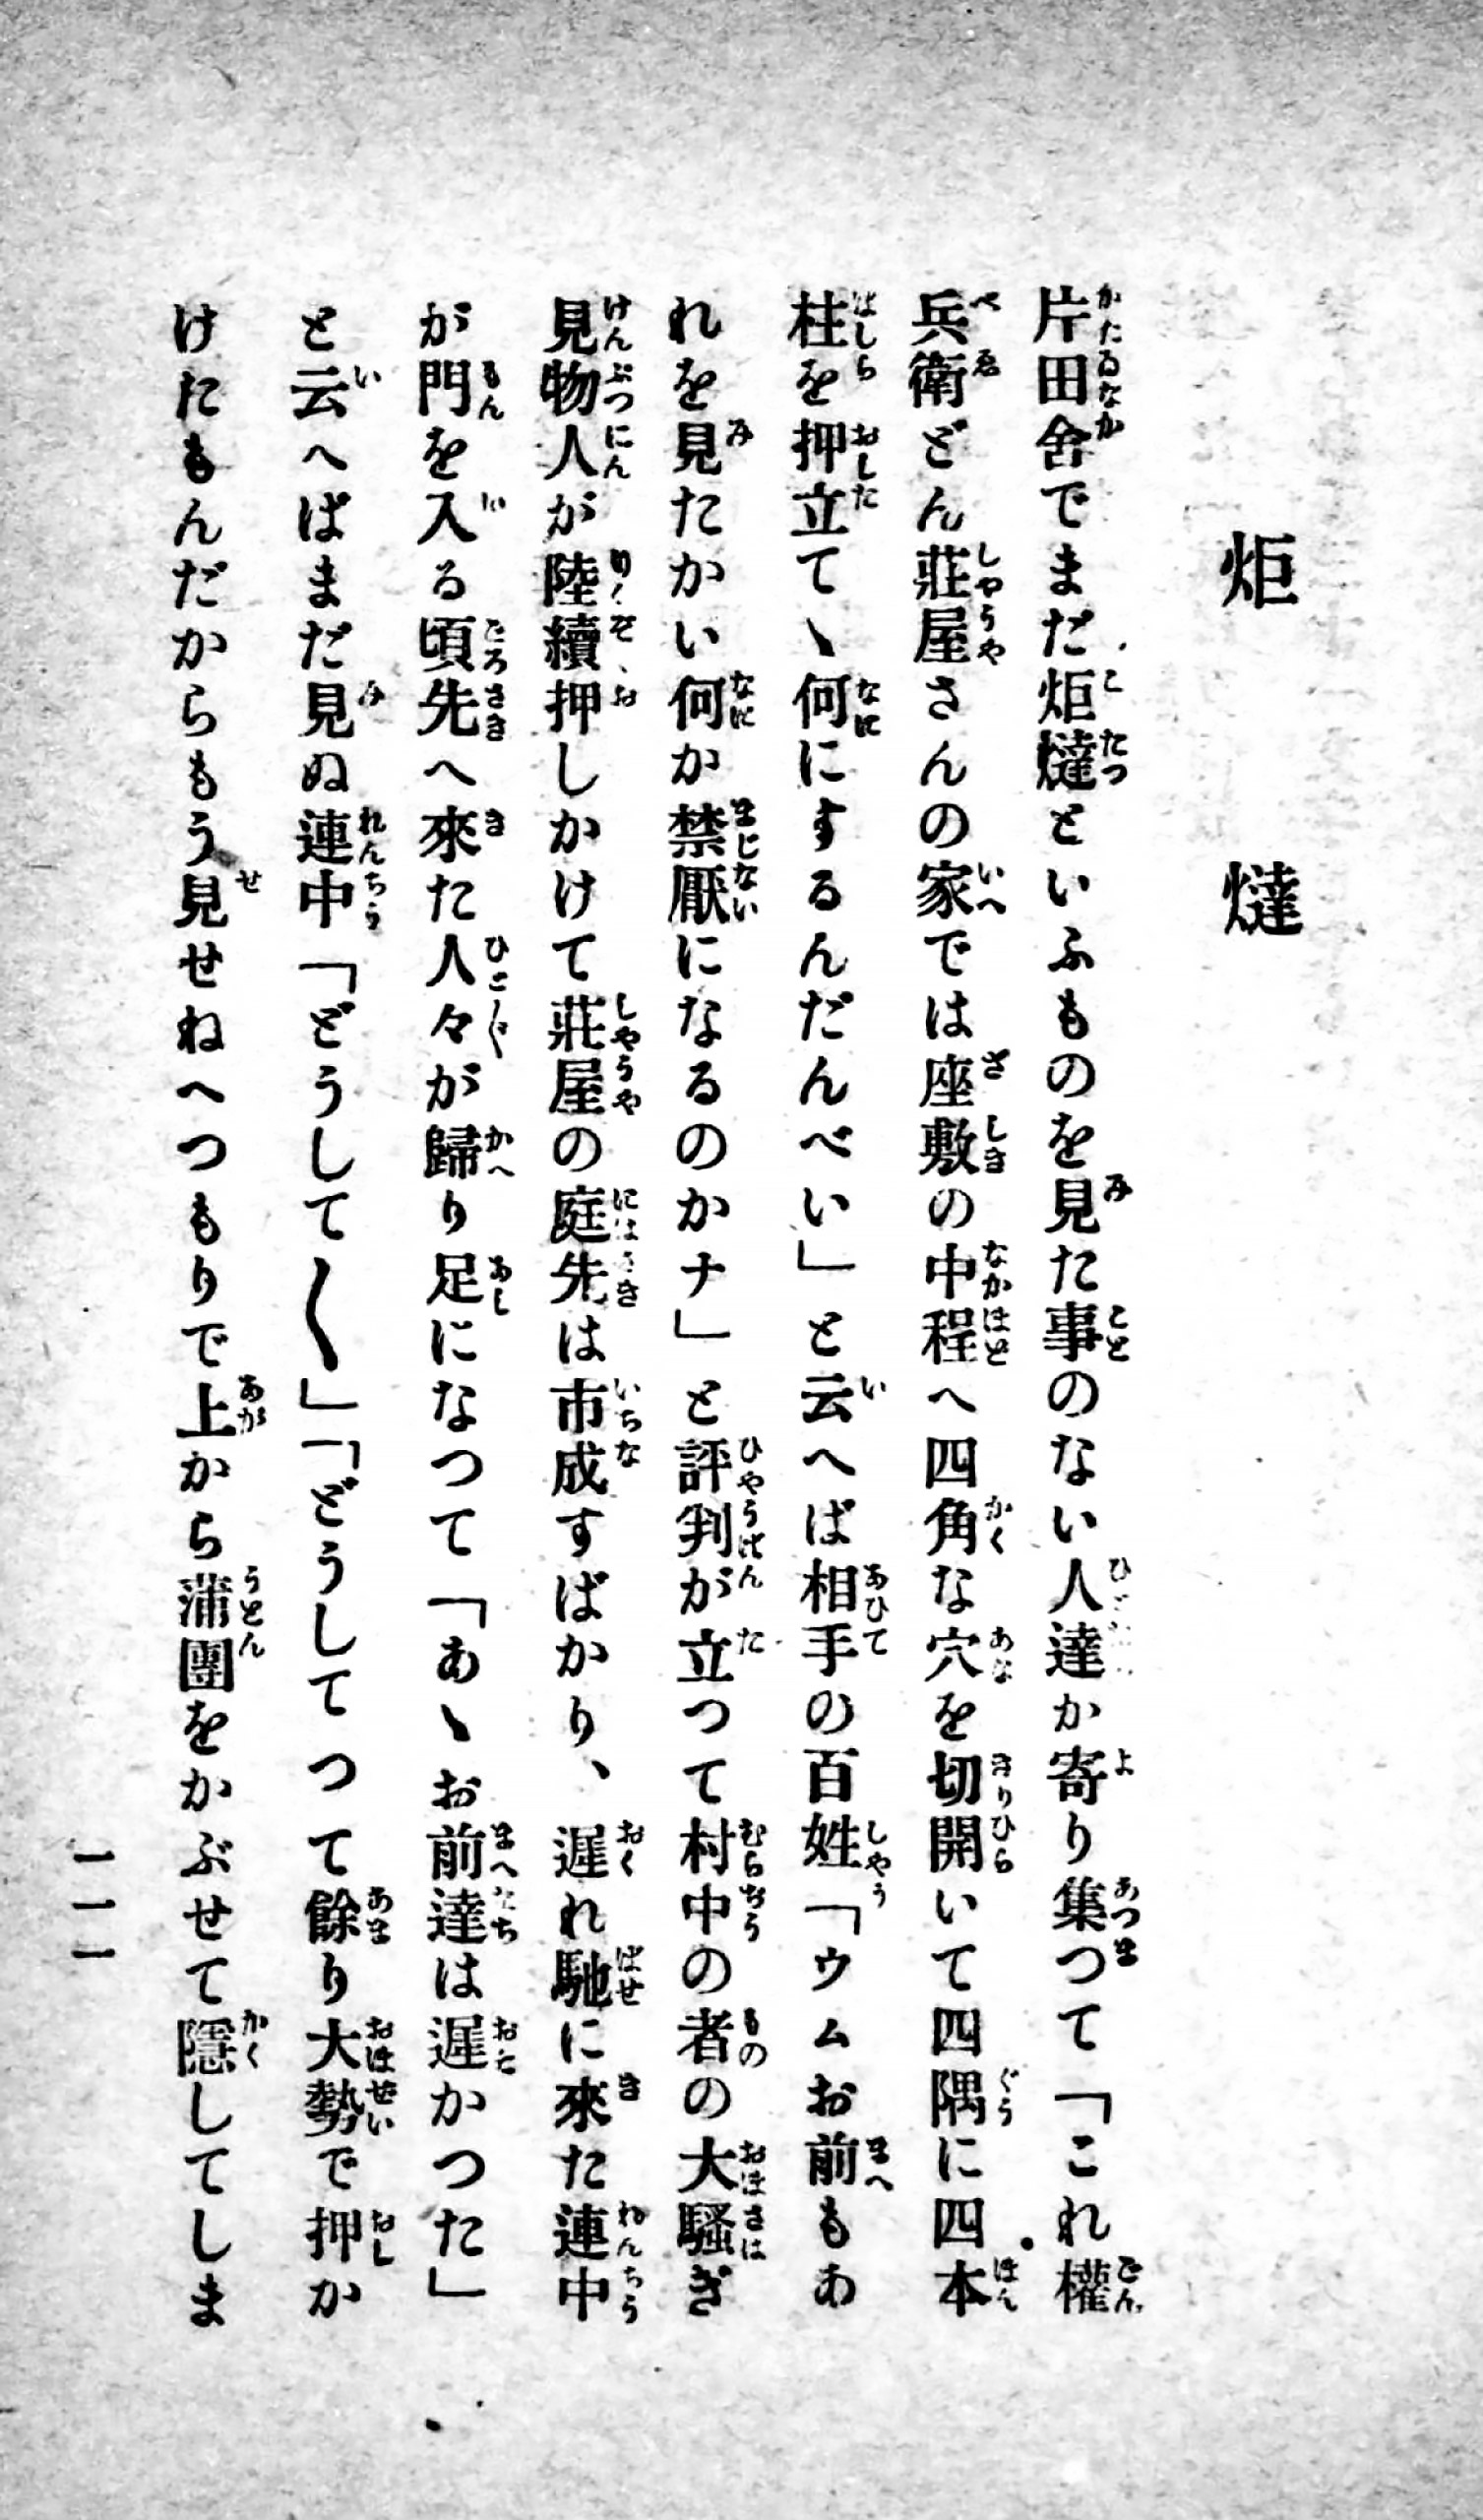 炬燵
片田舎でまだ炬燵といふものを見た事のない人達か寄り集つて「これ權
兵衛どん莊屋さんの家では座敷の中程へ四角な穴を切開いて四隅に四本
柱を押立てゝ何にするんだんべい」と云へば相手の百姓「ウムお前もあ
れを見たかい何か禁厭になるのかナ」と評判が立つて村中の者の大騷ぎ
見物人が陸續押しかけて莊屋の庭先は市成すばかり、遅れ馳に來た連中
が門を入る頃先へ來た人々が歸り足になつて「あゝお前達は遅かつた」
と云へばまだ見ぬ連中「どうして〱」「どうしてつて餘り大勢で押か
けたもんだからもう見せねへつもりで上から蒲團をかぶせて隱してしま
一一一